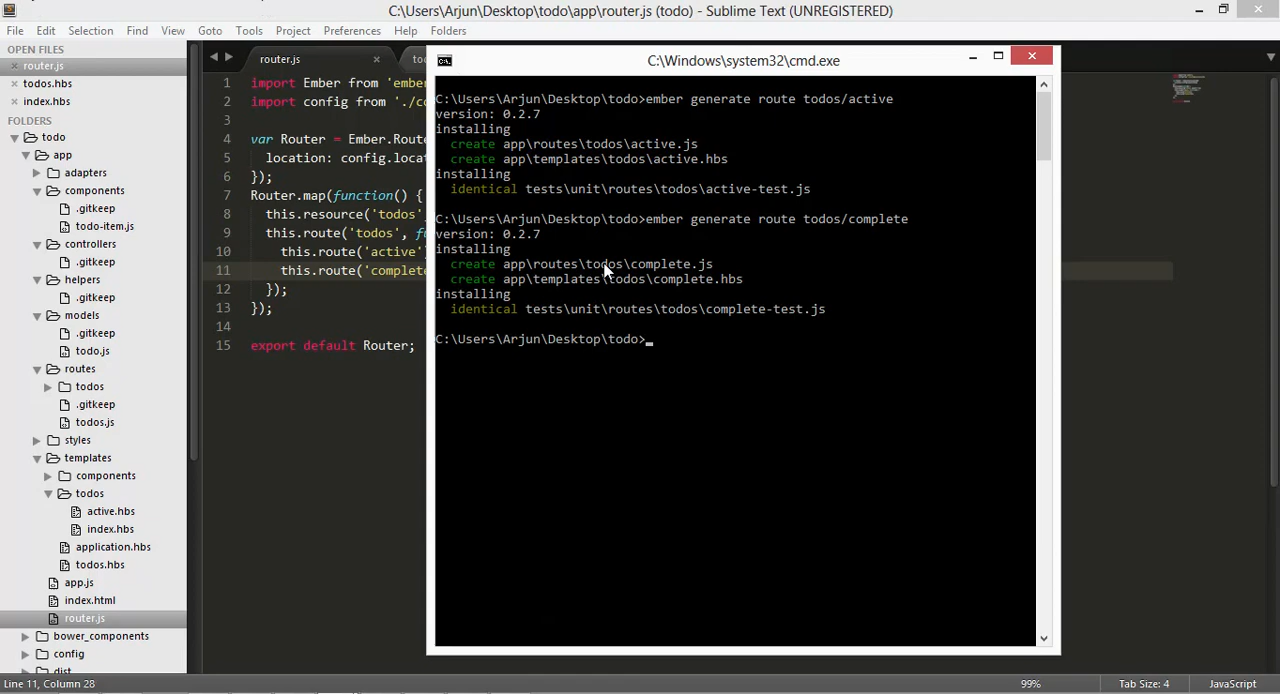 C:\Users\Arjun\Desktop\todo\app\router.js (todo) - Sublime Text (UNREGISTERED)
File Edit Selection Find View Goto Tools Project Preferences Help Folders
OPEN FILES
router.js
todos.hbs
index.hbs
FOLDERS
todo
app
adapters
components
.gitkeep
todo-item.js
controllers
.gitkeep
helpers
.gitkeep
models
.gitkeep
todo.js
routes
todos
.gitkeep
todos.js
styles
templates
components
todos
active.hbs
index.hbs
application.hbs
todos.hbs
app.js
index.html
router.js
bower_components
config
dist
router.js
1 import Ember from 'ember
2 import config from './co
3
4 var Router = Ember.Route
5 location: config.locat
6 });
7 Router.map(function() {
8 this.resource('todos'
9 this.route('todos', fu
10 this.route('active')
11 this.route('complete
12 });
13 });
14
15 export default Router;
C:\Windows\system32\cmd.exe
C:\Users\Arjun\Desktop\todo>ember generate route todos/active
version: 0.2.7
installing
create app\routes\todos\active.js
create app\templates\todos\active.hbs
installing
identical tests\unit\routes\todos\active-test.js
C:\Users\Arjun\Desktop\todo>ember generate route todos/complete
version: 0.2.7
installing
create app\routes\todos\complete.js
create app\templates\todos\complete.hbs
installing
identical tests\unit\routes\todos\complete-test.js
C:\Users\Arjun\Desktop\todo>
Line 11, Column 28
99%
Tab Size: 4
JavaScript